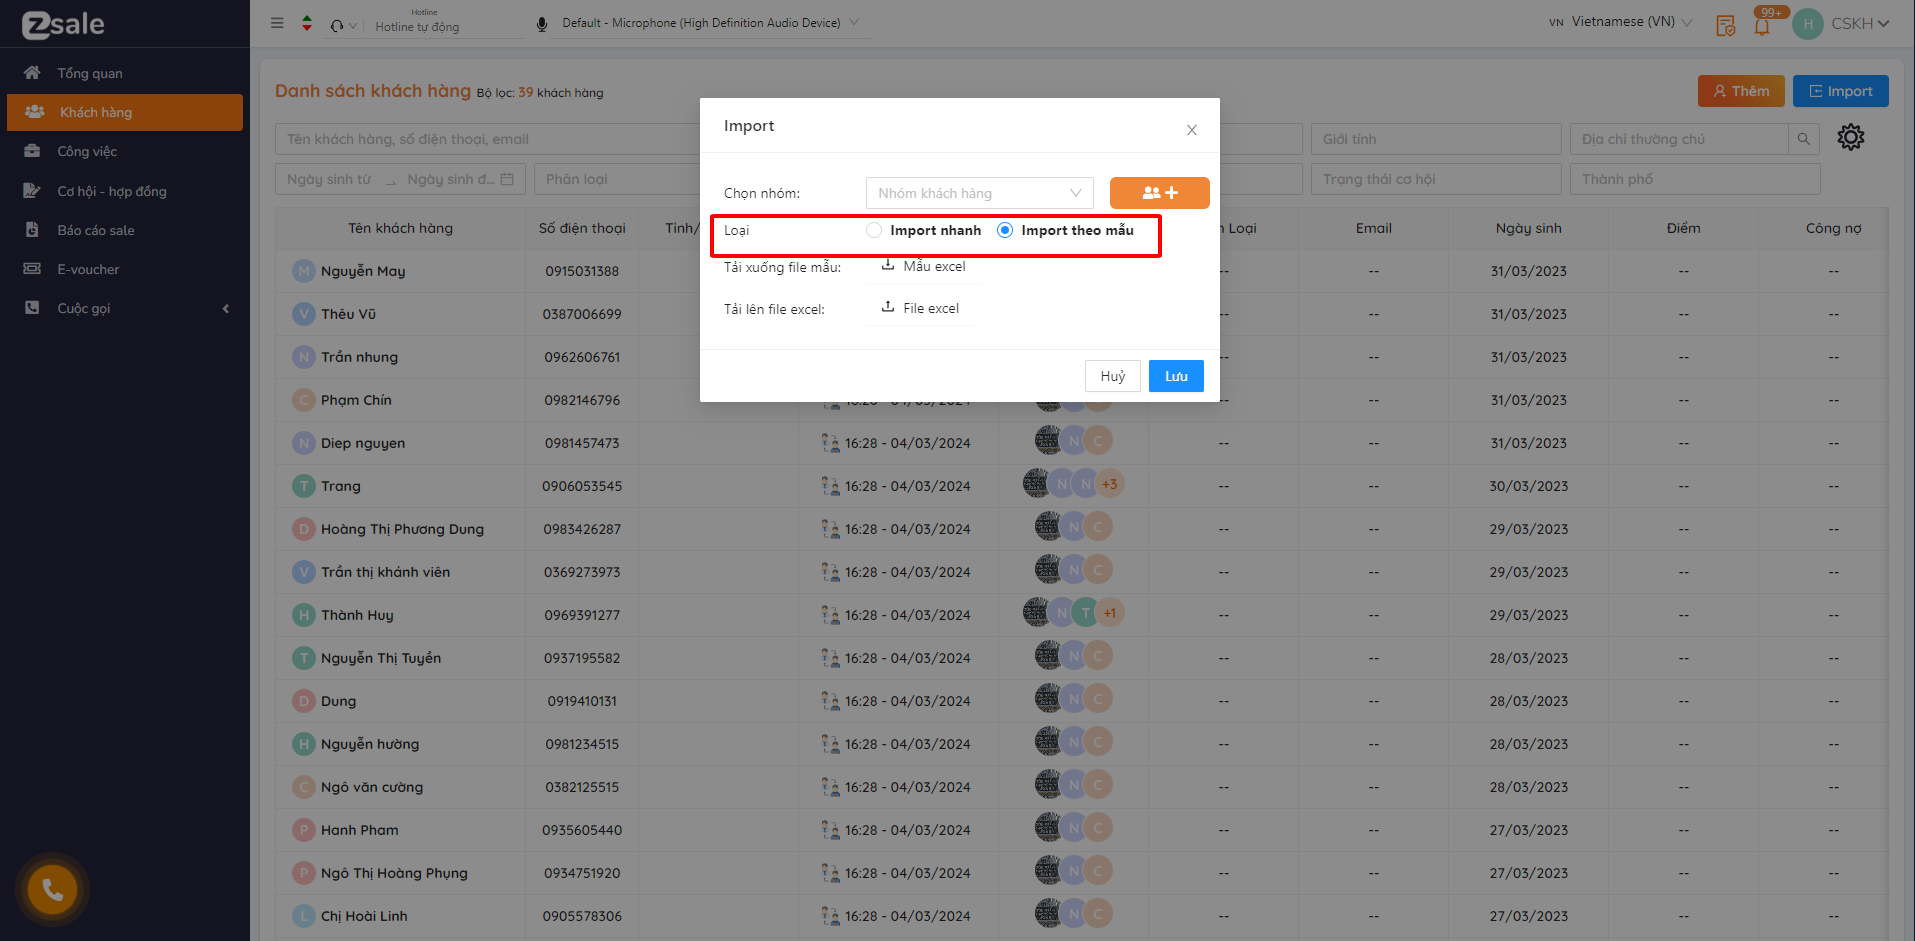 Zsale
Hotline
Hotline tự động
Default - Microphone (High Definition Audio Device)
VN Vietnamese (VN)
99+
H CSKH
Tổng quan
Khách hàng
Công việc
Cơ hội - hợp đồng
Báo cáo sale
E-voucher
Cuộc gọi
Danh sách khách hàng Bộ lọc: 39 khách hàng
Thêm
Import
Tên khách hàng, số điện thoại, email
Giới tính
Địa chỉ thường chú
Ngày sinh từ
Ngày sinh đ...
Phân loại
Trạng thái cơ hội
Thành phố
Import
Chọn nhóm: Nhóm khách hàng
Loại Import nhanh Import theo mẫu
Tải xuống file mẫu: Mẫu excel
Tải lên file excel: File excel
Huỷ Lưu
Tên khách hàng Số điện thoại Tỉnh/ Loại Email Ngày sinh Điểm Công nợ
M Nguyễn May 0915031388 -- -- 31/03/2023 -- --
V Thêu Vũ 0387006699 -- -- 31/03/2023 -- --
N Trần nhung 0962606761 -- -- 31/03/2023 -- --
C Phạm Chín 0982146796 16:28 - 04/03/2024 -- -- 31/03/2023 -- --
N Diep nguyen 0981457473 16:28 - 04/03/2024 N C -- -- 31/03/2023 -- --
T Trang 0906053545 16:28 - 04/03/2024 N N +3 -- -- 30/03/2023 -- --
D Hoàng Thị Phương Dung 0983426287 16:28 - 04/03/2024 N C -- -- 29/03/2023 -- --
V Trần thị khánh viên 0369273973 16:28 - 04/03/2024 N C -- -- 29/03/2023 -- --
H Thành Huy 0969391277 16:28 - 04/03/2024 N T +1 -- -- 29/03/2023 -- --
T Nguyễn Thị Tuyền 0937195582 16:28 - 04/03/2024 N C -- -- 28/03/2023 -- --
D Dung 0919410131 16:28 - 04/03/2024 N C -- -- 28/03/2023 -- --
H Nguyễn hường 0981234515 16:28 - 04/03/2024 N C -- -- 28/03/2023 -- --
C Ngô văn cường 0382125515 16:28 - 04/03/2024 N C -- -- 28/03/2023 -- --
P Hanh Pham 0935605440 16:28 - 04/03/2024 N C -- -- 27/03/2023 -- --
P Ngô Thị Hoàng Phụng 0934751920 16:28 - 04/03/2024 N C -- -- 27/03/2023 -- --
L Chị Hoài Linh 0905578306 16:28 - 04/03/2024 N C -- -- 27/03/2023 -- --